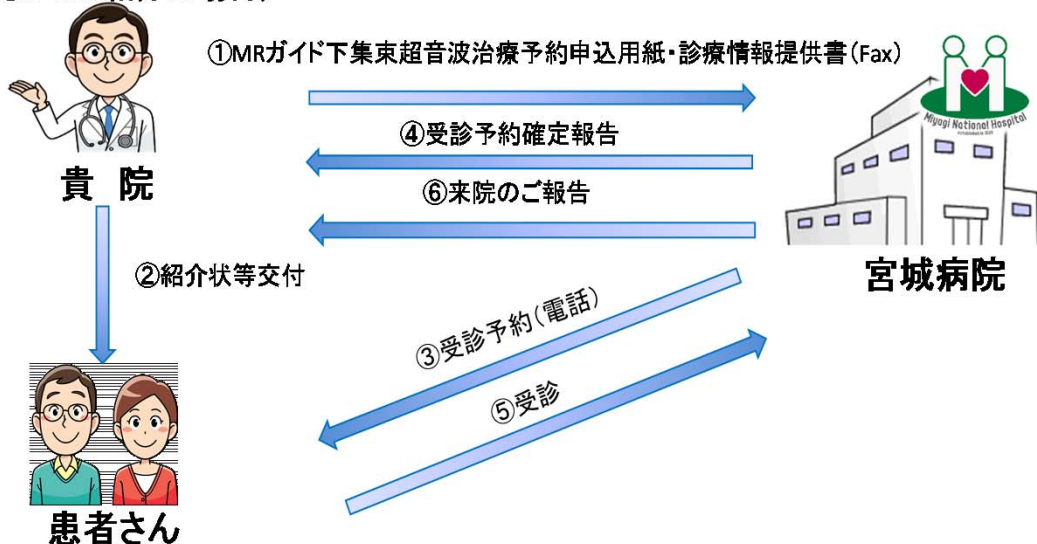 ①MRガイド下集束超音波治療予約申込用紙・診療情報提供書(Fax)
④受診予約確定報告
⑥来院のご報告
Miyagi National Hospital
貴 院
宮城病院
②紹介状等交付
③受診予約(電話)
⑤受診
患者さん